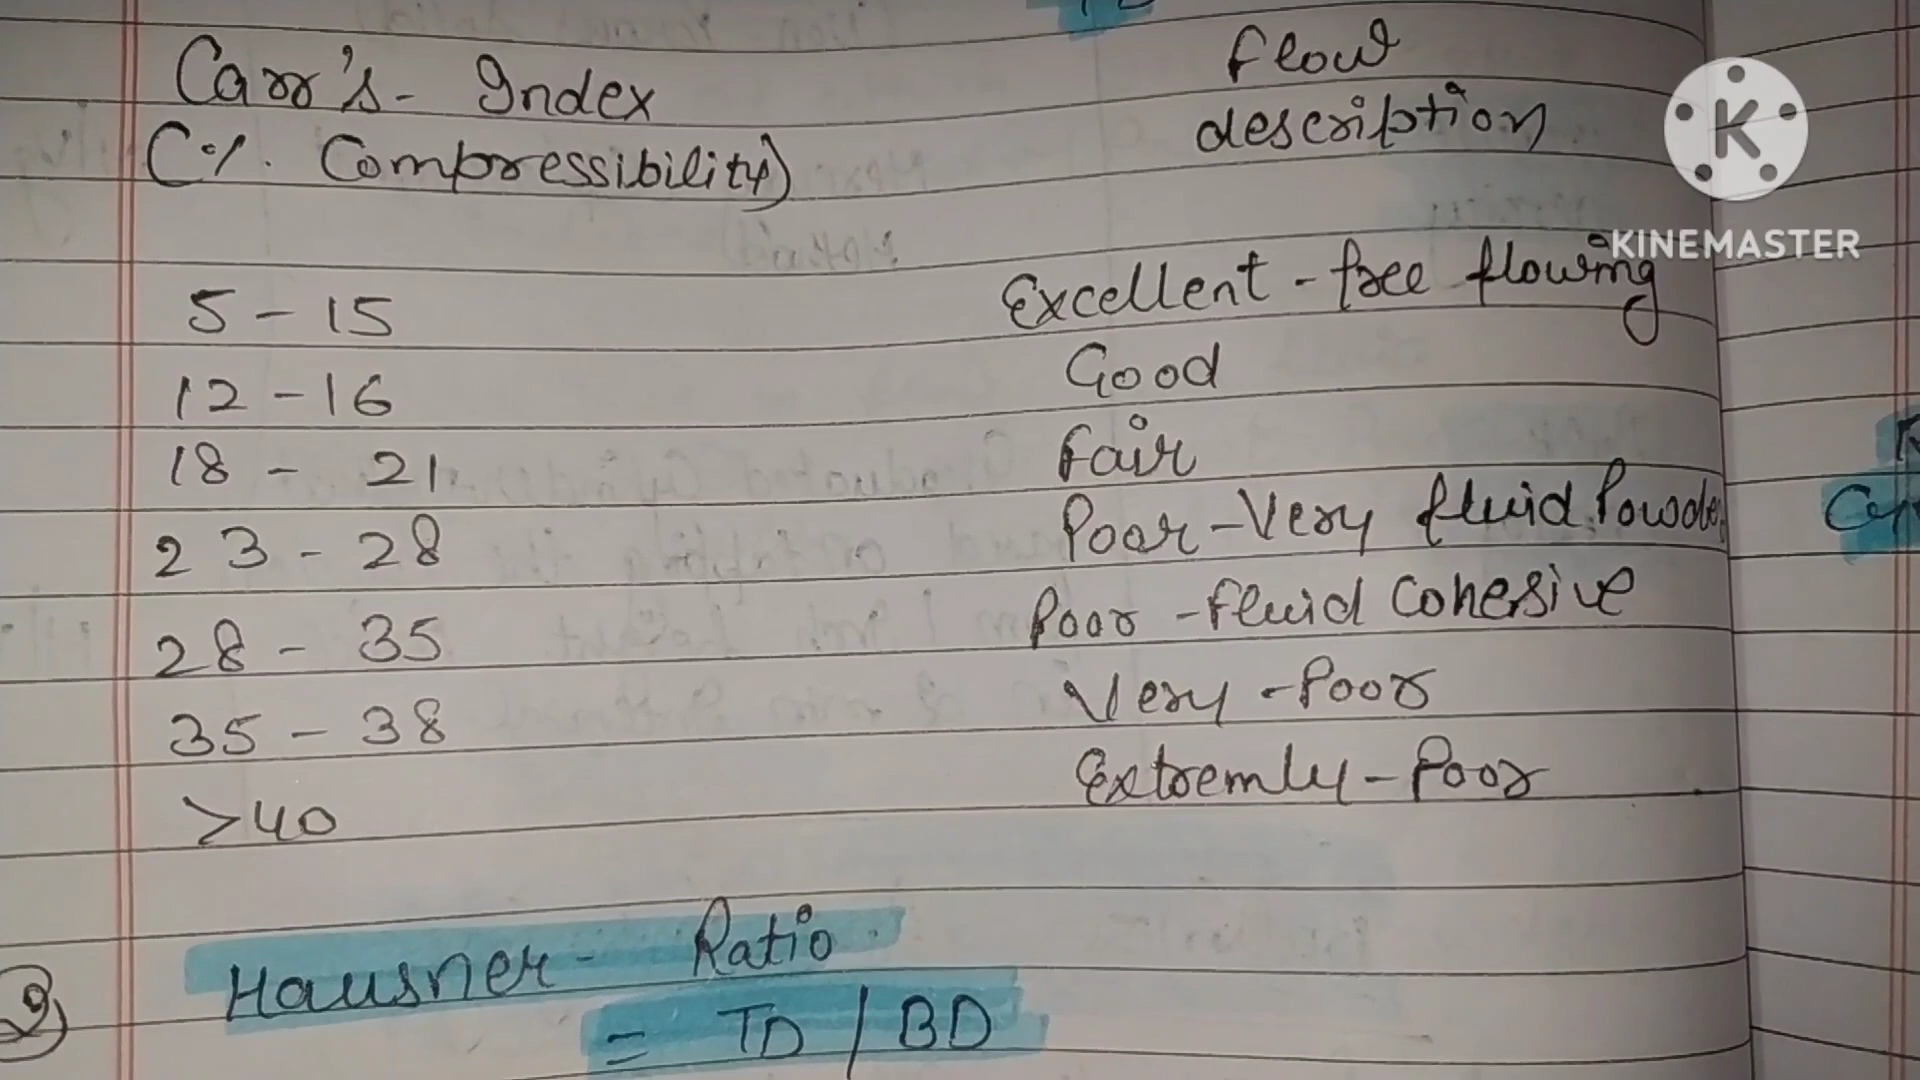 Carr's - Index
flow
(% Compressibility)
description
KINEMASTER
5 - 15 Excellent - free flowing
12 - 16 Good
18 - 21 Fair
23 - 28 Poor - Very fluid Powder
28 - 35 Poor - fluid Cohesive
35 - 38 Very - Poor
>40 Extremly - Poor
Hausner - Ratio
= TD / BD